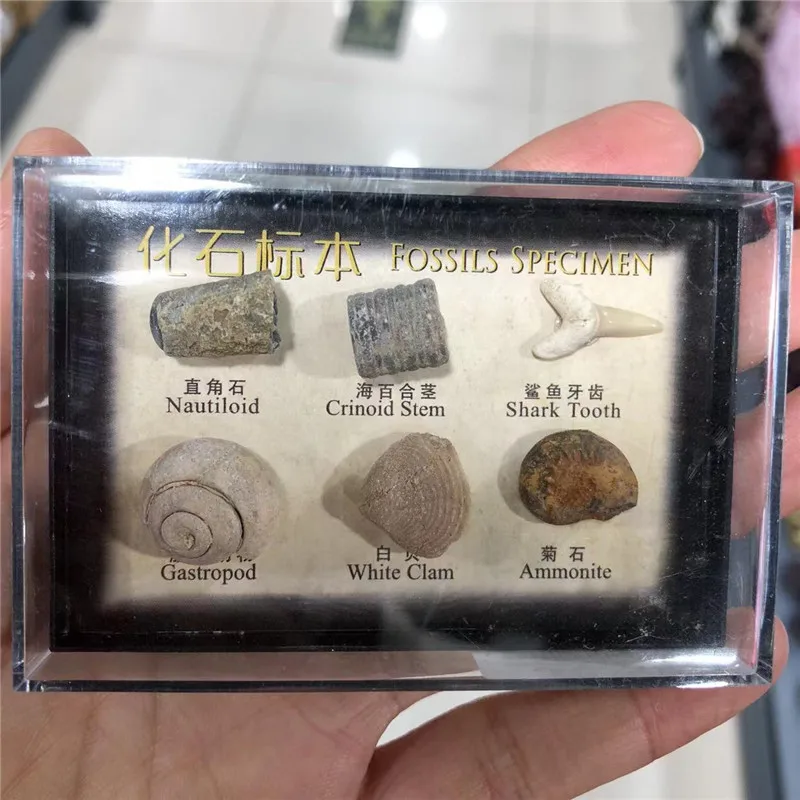 化石标本 FOSSILS SPECIMEN
直角石 海百合茎 鲨鱼牙齿
Nautiloid Crinoid Stem Shark Tooth
白 菊石
Gastropod White Clam Ammonite